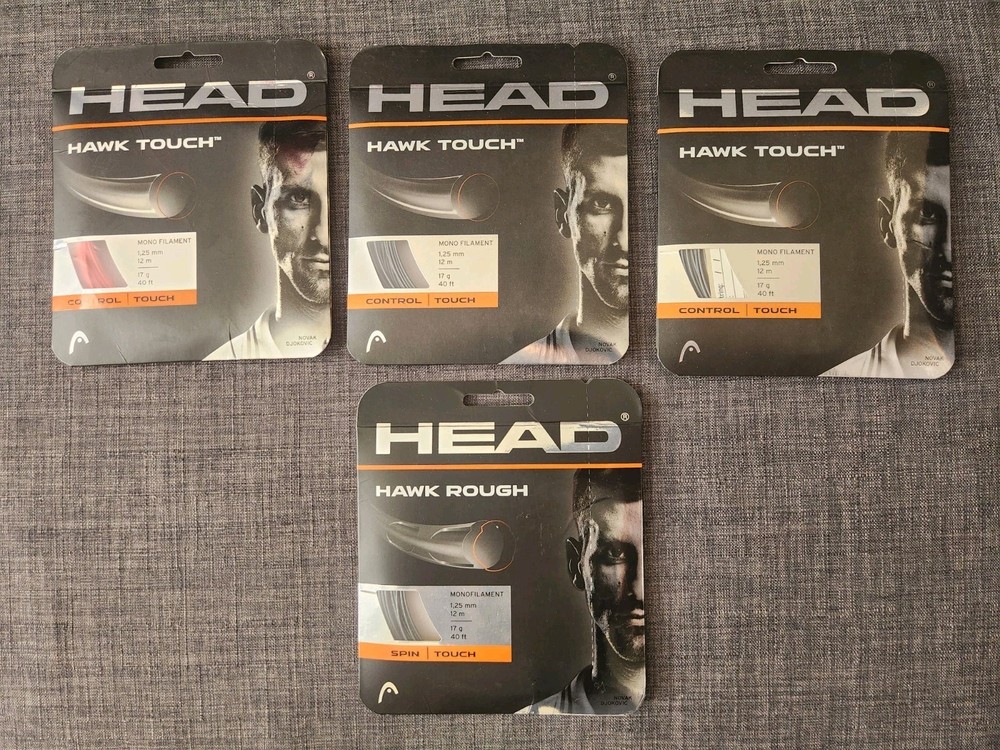 HEAD®
HAWK TOUCH™
MONO FILAMENT
1,25 mm
12 m
17 g
40 ft
CONTROL | TOUCH
NOVAK
DJOKOVIC
HEAD®
HAWK TOUCH™
MONO FILAMENT
1,25 mm
12 m
17 g
40 ft
CONTROL | TOUCH
NOVAK
DJOKOVIC
HEAD®
HAWK TOUCH™
MONO FILAMENT
1,25 mm
12 m
17 g
40 ft
CONTROL | TOUCH
NOVAK
DJOKOVIC
HEAD®
HAWK ROUGH
MONOFILAMENT
1,25 mm
12 m
17 g
40 ft
SPIN | TOUCH
NOVAK
DJOKOVIC